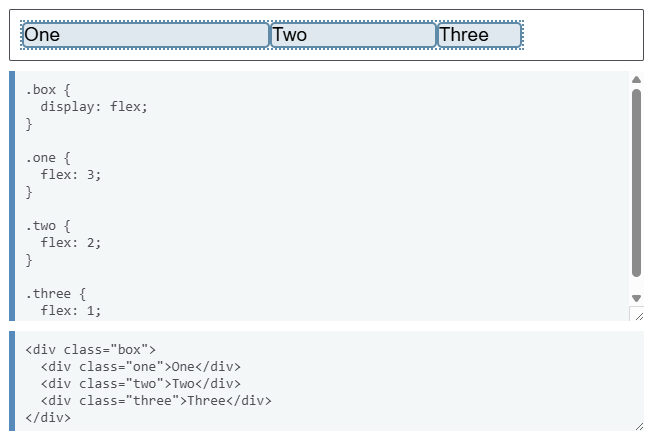 One Two Three
.box {
  display: flex;
}

.one {
  flex: 3;
}

.two {
  flex: 2;
}

.three {
  flex: 1;

<div class="box">
  <div class="one">One</div>
  <div class="two">Two</div>
  <div class="three">Three</div>
</div>